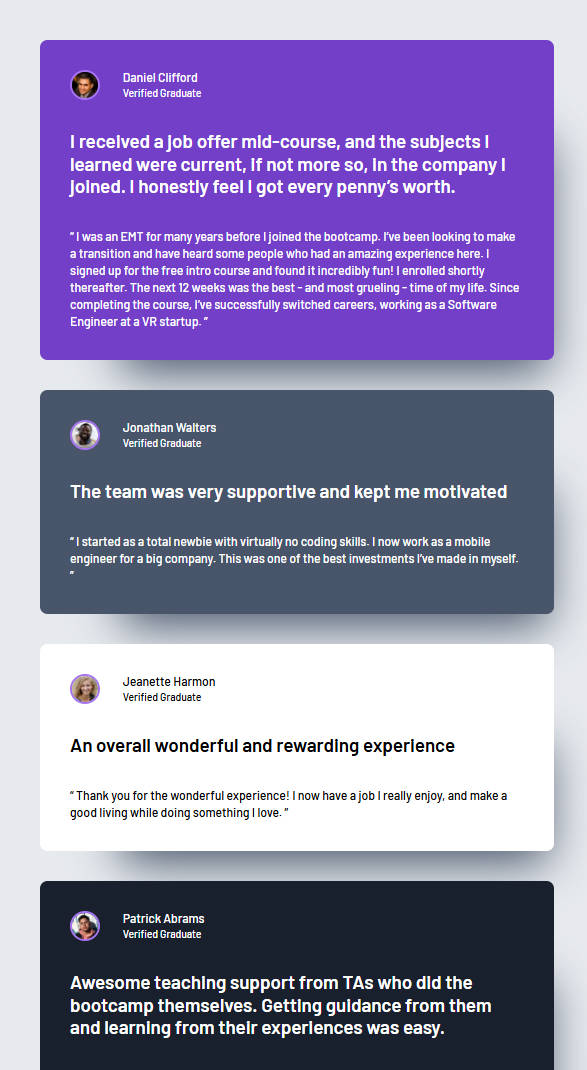 Daniel Clifford
Verified Graduate
I received a job offer mid-course, and the subjects I
learned were current, if not more so, in the company I
joined. I honestly feel I got every penny’s worth.
“ I was an EMT for many years before I joined the bootcamp. I’ve been looking to make
a transition and have heard some people who had an amazing experience here. I
signed up for the free intro course and found it incredibly fun! I enrolled shortly
thereafter. The next 12 weeks was the best - and most grueling - time of my life. Since
completing the course, I’ve successfully switched careers, working as a Software
Engineer at a VR startup. ”
Jonathan Walters
Verified Graduate
The team was very supportive and kept me motivated
“ I started as a total newbie with virtually no coding skills. I now work as a mobile
engineer for a big company. This was one of the best investments I’ve made in myself.
”
Jeanette Harmon
Verified Graduate
An overall wonderful and rewarding experience
“ Thank you for the wonderful experience! I now have a job I really enjoy, and make a
good living while doing something I love. ”
Patrick Abrams
Verified Graduate
Awesome teaching support from TAs who did the
bootcamp themselves. Getting guidance from them
and learning from their experiences was easy.